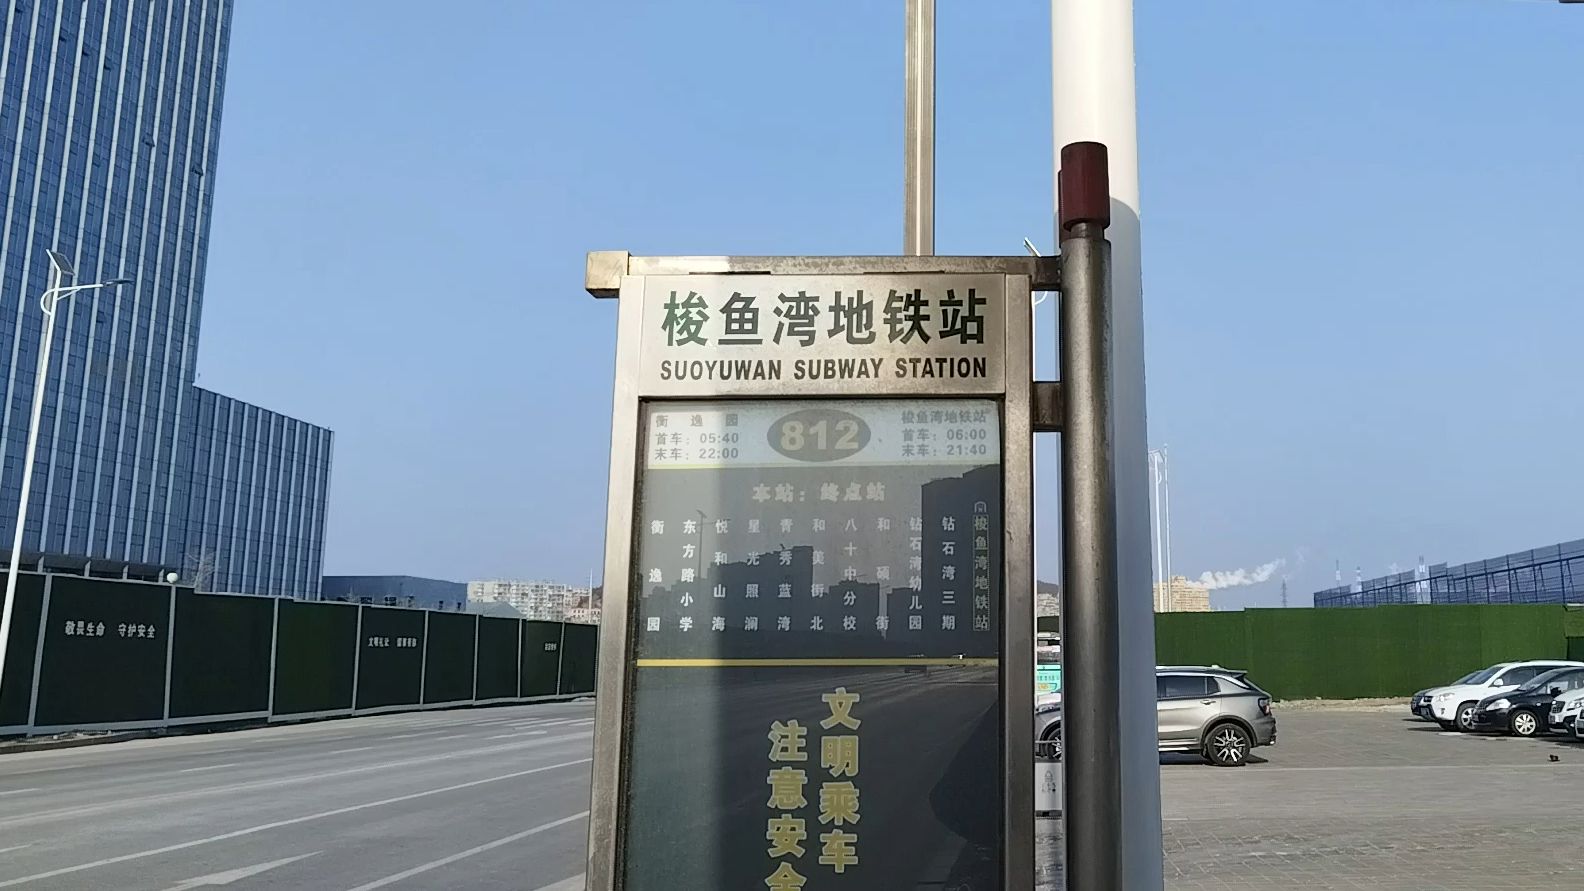 梭鱼湾地铁站
SUOYUWAN SUBWAY STATION
衡逸园
首车：05:40
末车：22:00
812
梭鱼湾地铁站
首车：06:00
末车：21:40
本站：终点站
衡逸园
东方路小学
悦和山海
星光照澜
青秀蓝湾
和美街北
八十中分校
和硕街
钻石湾幼儿园
钻石湾三期
梭鱼湾地铁站
文明乘车
注意安全
敬畏生命 守护安全
文明礼让